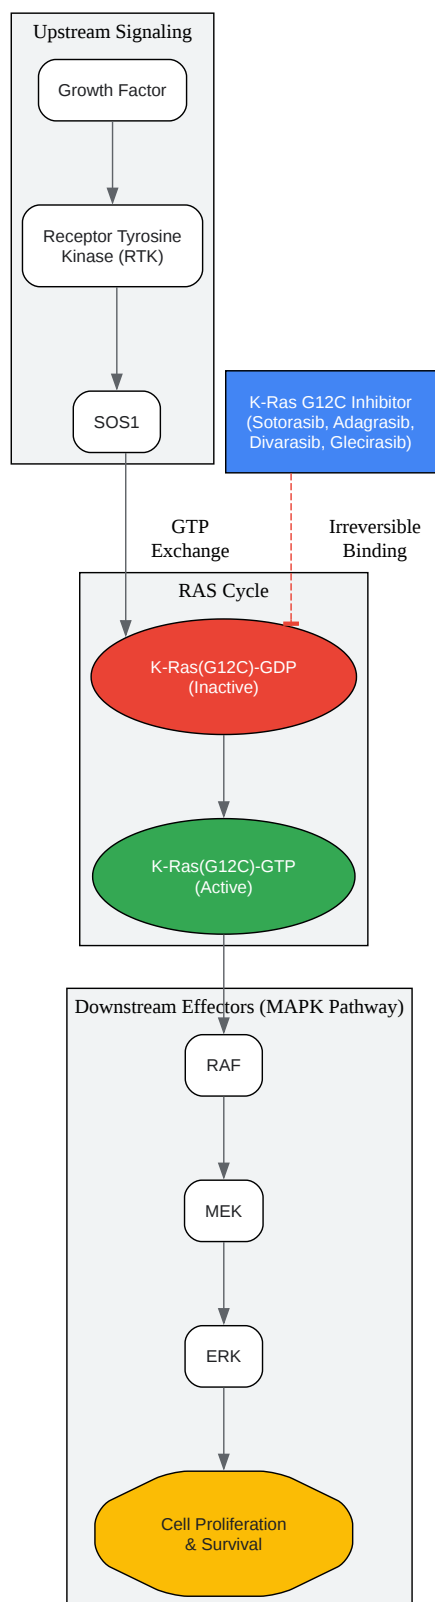 Upstream Signaling
Growth Factor
Receptor Tyrosine
Kinase (RTK)
SOS1
K-Ras G12C Inhibitor
(Sotorasib, Adagrasib,
Divarasib, Glecirasib)
GTP
Exchange
Irreversible
Binding
RAS Cycle
K-Ras(G12C)-GDP
(Inactive)
K-Ras(G12C)-GTP
(Active)
Downstream Effectors (MAPK Pathway)
RAF
MEK
ERK
Cell Proliferation
& Survival